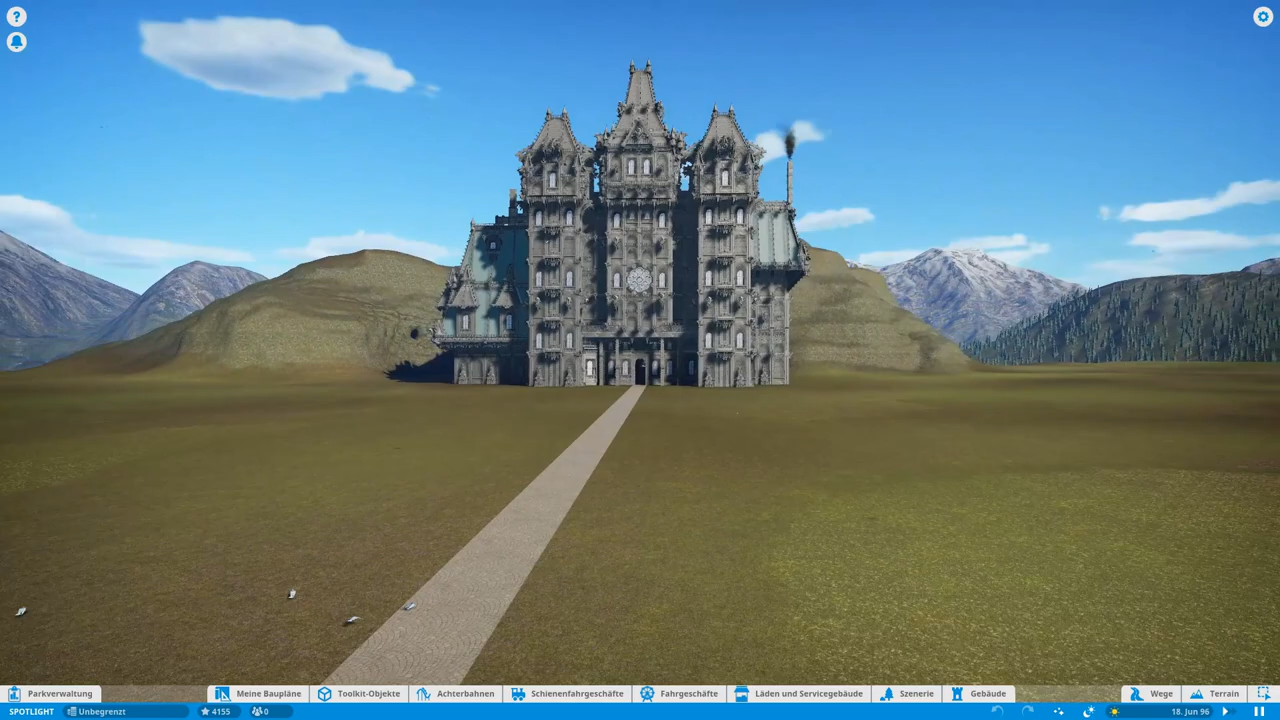 ?
Parkverwaltung
Meine Baupläne
Toolkit-Objekte
Achterbahnen
Schienenfahrgeschäfte
Fahrgeschäfte
Läden und Servicegebäude
Szenerie
Gebäude
Wege
Terrain
SPOTLIGHT
Unbegrenzt
4155
0
18. Jun 96